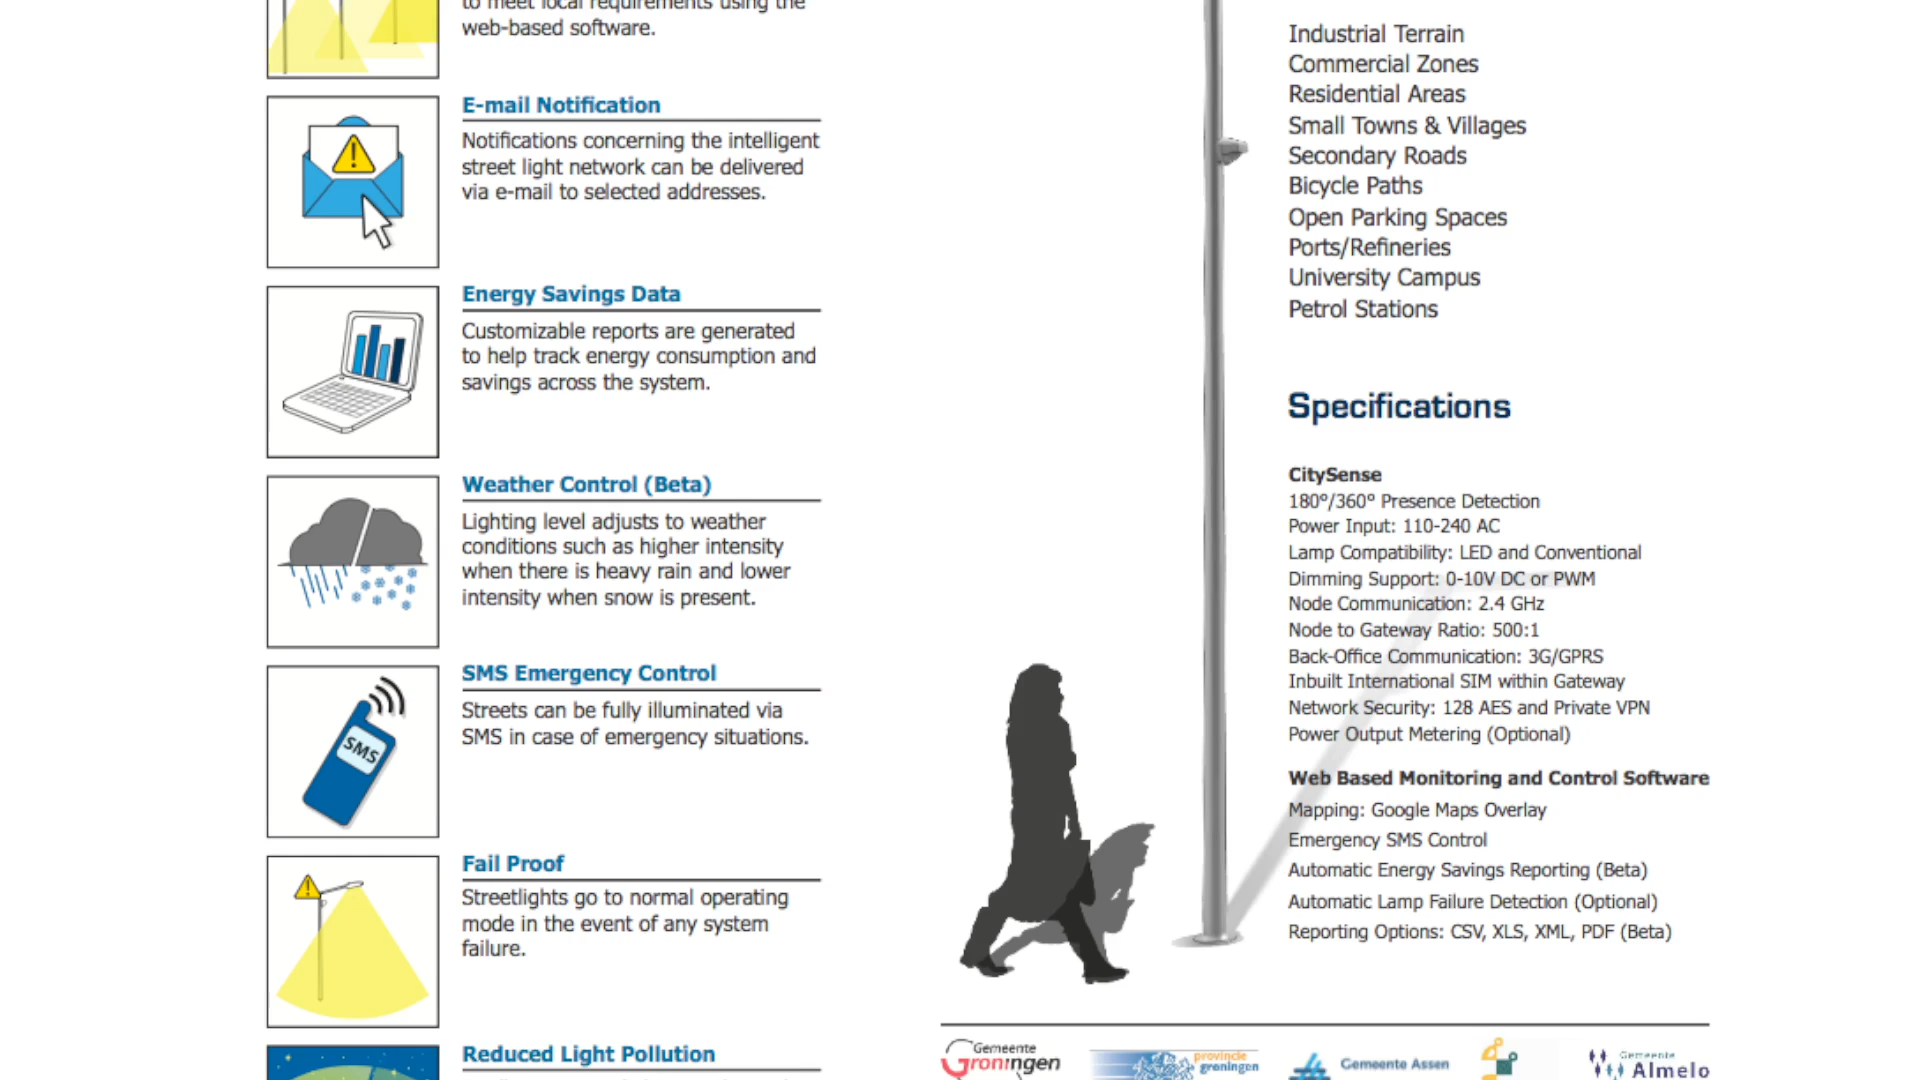 to meet local requirements using the
web-based software.
E-mail Notification
Notifications concerning the intelligent
street light network can be delivered
via e-mail to selected addresses.
Energy Savings Data
Customizable reports are generated
to help track energy consumption and
savings across the system.
Weather Control (Beta)
Lighting level adjusts to weather
conditions such as higher intensity
when there is heavy rain and lower
intensity when snow is present.
SMS Emergency Control
Streets can be fully illuminated via
SMS in case of emergency situations.
SMS
Fail Proof
Streetlights go to normal operating
mode in the event of any system
failure.
Reduced Light Pollution
Industrial Terrain
Commercial Zones
Residential Areas
Small Towns & Villages
Secondary Roads
Bicycle Paths
Open Parking Spaces
Ports/Refineries
University Campus
Petrol Stations
Specifications
CitySense
180°/360° Presence Detection
Power Input: 110-240 AC
Lamp Compatibility: LED and Conventional
Dimming Support: 0-10V DC or PWM
Node Communication: 2.4 GHz
Node to Gateway Ratio: 500:1
Back-Office Communication: 3G/GPRS
Inbuilt International SIM within Gateway
Network Security: 128 AES and Private VPN
Power Output Metering (Optional)
Web Based Monitoring and Control Software
Mapping: Google Maps Overlay
Emergency SMS Control
Automatic Energy Savings Reporting (Beta)
Automatic Lamp Failure Detection (Optional)
Reporting Options: CSV, XLS, XML, PDF (Beta)
Gemeente
Groningen
provincie
groningen
Gemeente Assen
Gemeente
Almelo